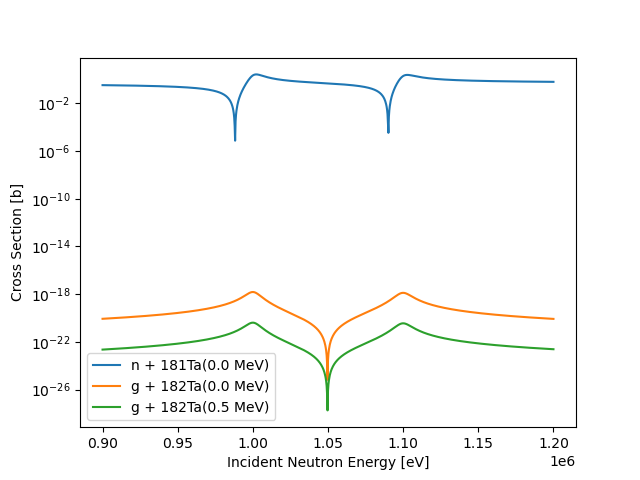 Cross Section [b]
10⁻²
10⁻⁶
10⁻¹⁰
10⁻¹⁴
10⁻¹⁸
10⁻²²
10⁻²⁶
n + 181Ta(0.0 MeV)
g + 182Ta(0.0 MeV)
g + 182Ta(0.5 MeV)
0.90 0.95 1.00 1.05 1.10 1.15 1.20
1e6
Incident Neutron Energy [eV]